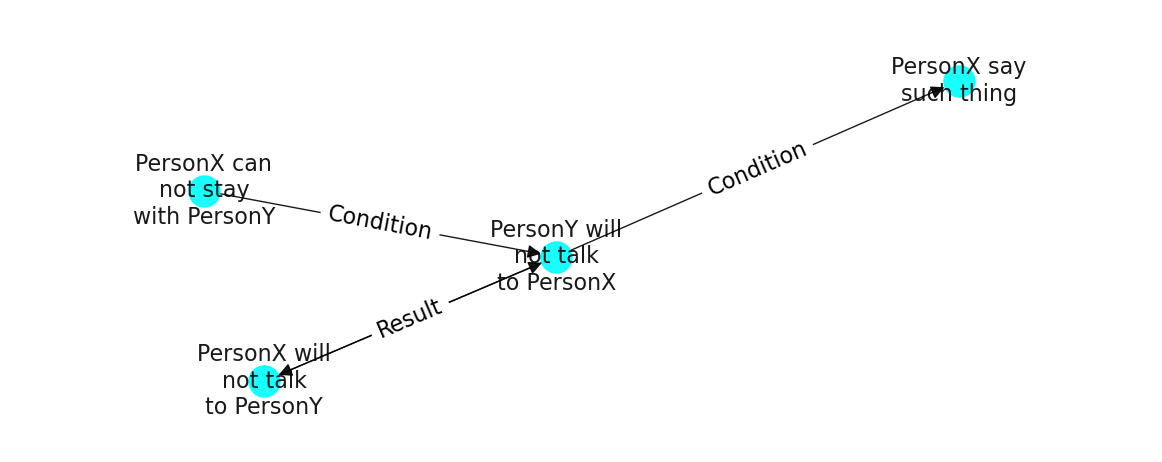 PersonX say
such thing
PersonX can
not stay
with PersonY
Condition
Condition
PersonY will
not talk
to PersonX
Result
PersonX will
not talk
to PersonY